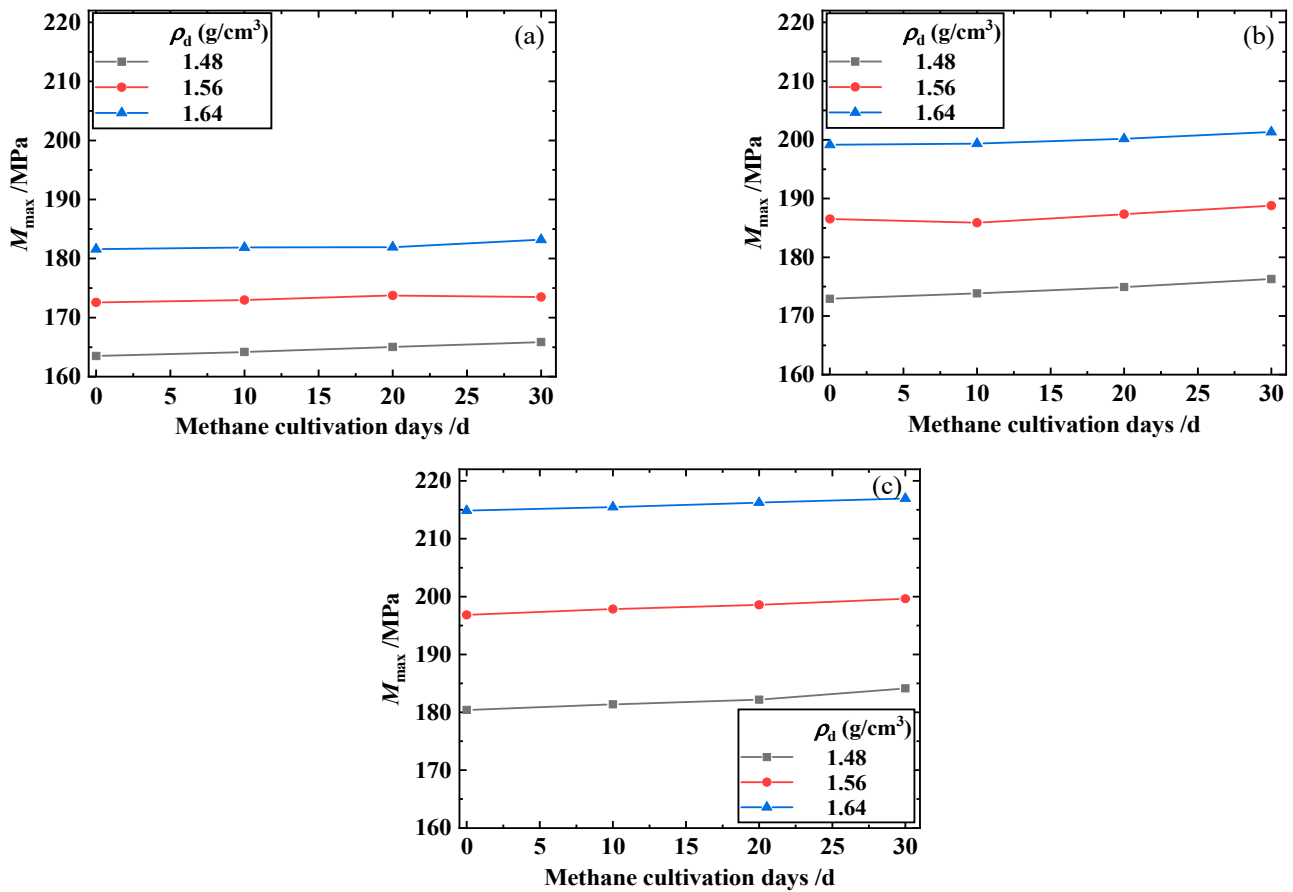 (a)
ρd (g/cm³)
1.48
1.56
1.64
220
210
200
190
180
170
160
Mmax /MPa
0 5 10 15 20 25 30
Methane cultivation days /d
(b)
ρd (g/cm³)
1.48
1.56
1.64
220
210
200
190
180
170
160
Mmax /MPa
0 5 10 15 20 25 30
Methane cultivation days /d
(c)
220
210
200
190
180
170
160
Mmax /MPa
ρd (g/cm³)
1.48
1.56
1.64
0 5 10 15 20 25 30
Methane cultivation days /d